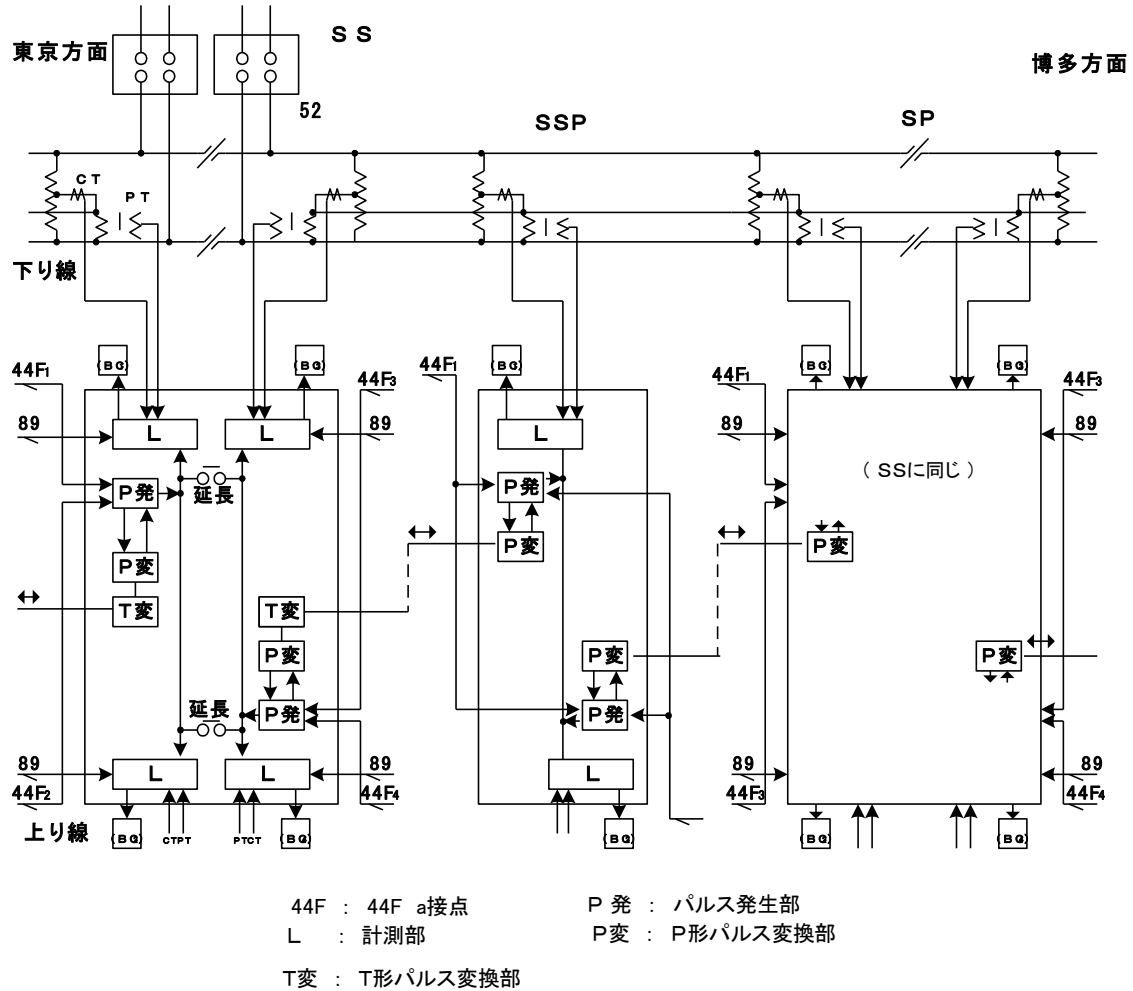 東京方面
SS
博多方面
52
SSP
SP
CT
PT
下り線
(BG)
(BG)
(BG)
(BG)
(BG)
44F1
44F3
44F1
44F1
44F3
89
89
89
89
L
L
L
(SSに同じ)
P発
延長
P発
P変
P変
P変
T変
T変
P変
P変
P変
延長
P発
P発
89
89
89
89
L
L
L
44F2
44F4
44F3
44F4
上り線
(BG)
CTPT
PTCT
(BG)
(BG)
(BG)
(BG)
44F : 44F a接点
P発 : パルス発生部
L : 計測部
P変 : P形パルス変換部
T変 : T形パルス変換部